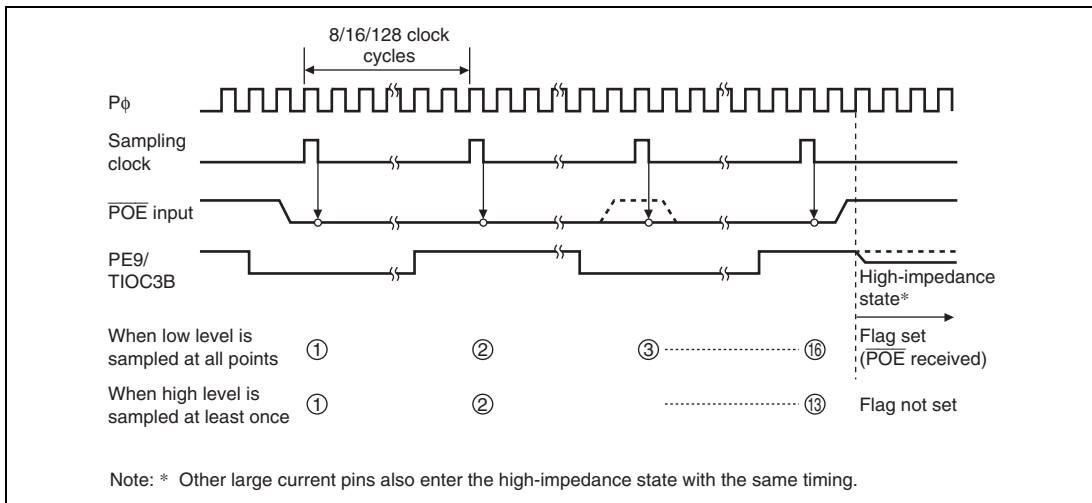 8/16/128 clock
cycles
Pϕ
Sampling
clock
P̅O̅E̅ input
PE9/
TIOC3B
High-impedance
state*
When low level is
sampled at all points
① ② ③ ⑯
Flag set
(P̅O̅E̅ received)
When high level is
sampled at least once
① ② ⑬
Flag not set
Note: * Other large current pins also enter the high-impedance state with the same timing.